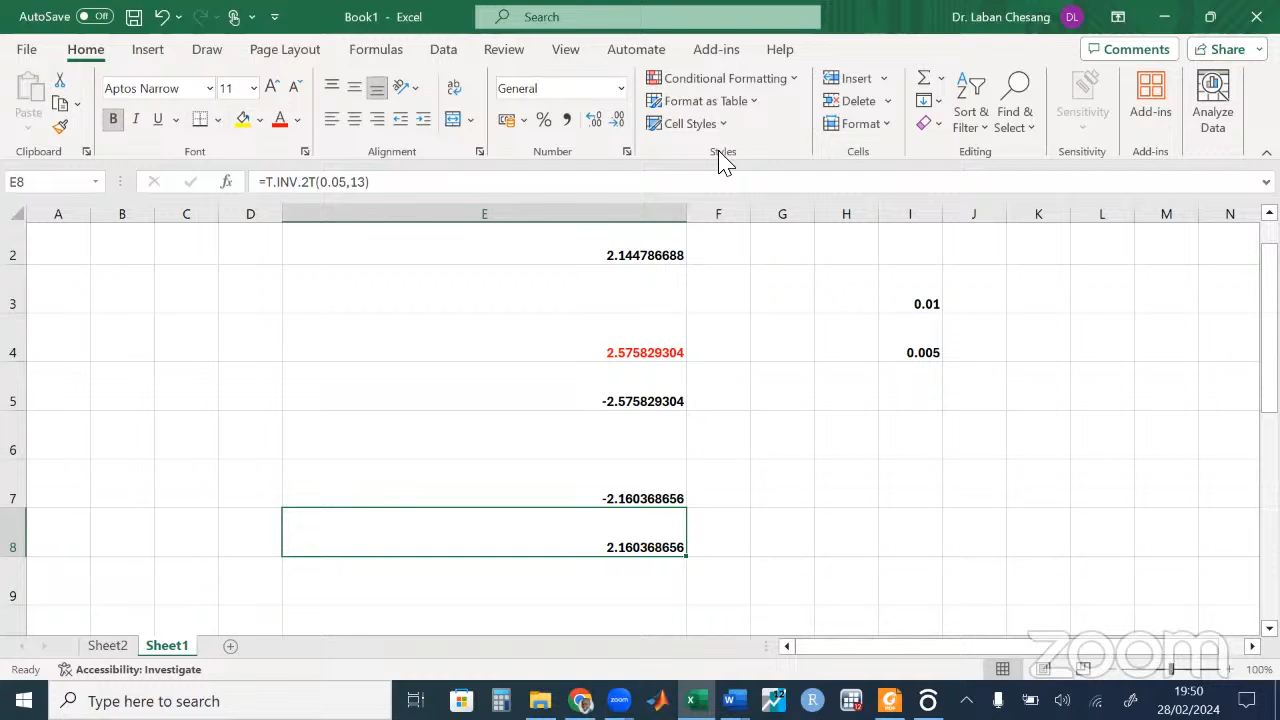 AutoSave Off Book1 - Excel Search Dr. Laban Chesang DL
File Home Insert Draw Page Layout Formulas Data Review View Automate Add-ins Help Comments Share
Paste Aptos Narrow 11 General Conditional Formatting Insert Sort & Find & Sensitivity Add-ins Analyze
Format as Table Delete Filter Select Data
B I U A % Cell Styles Format
Clipboard Font Alignment Number Styles Cells Editing Sensitivity Add-ins
E8 fx =T.INV.2T(0.05,13)
A B C D E F G H I J K L M N
2 2.144786688
3 0.01
4 2.575829304 0.005
5 -2.575829304
6
7 -2.160368656
8 2.160368656
9
Sheet2 Sheet1
zoom
Ready Accessibility: Investigate 100%
Type here to search 19:50
28/02/2024